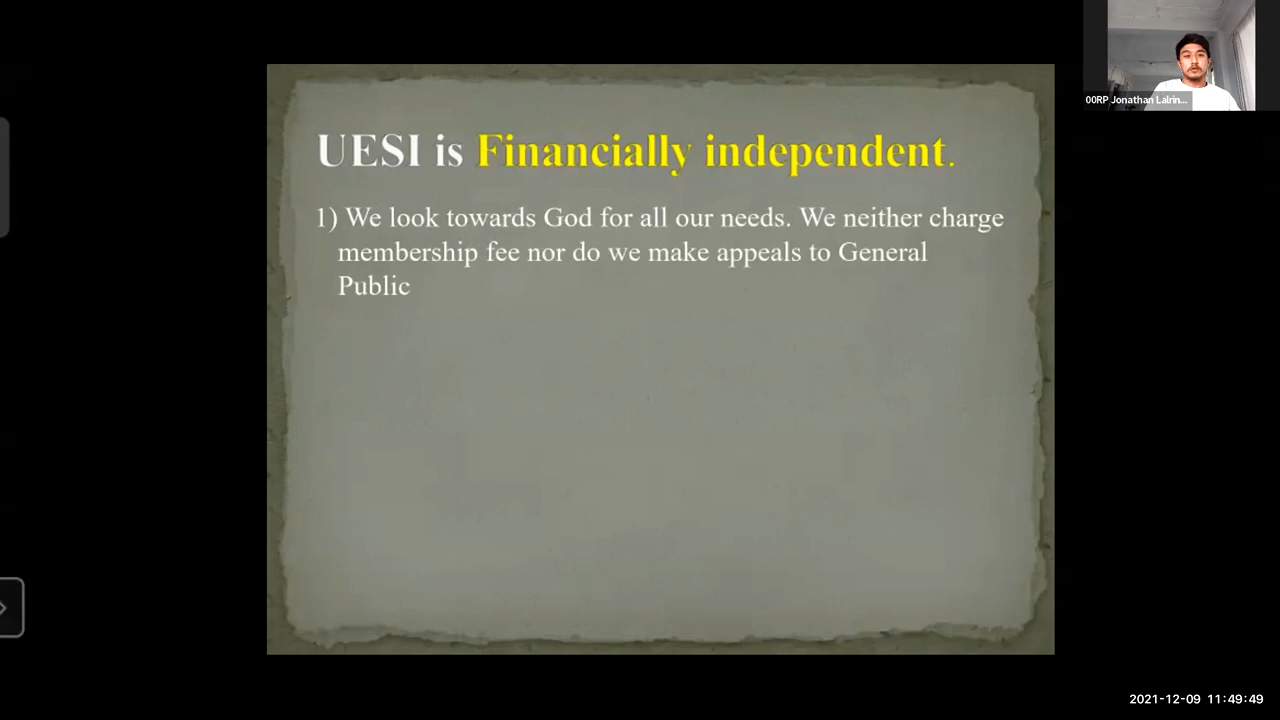 00RP Jonathan Lalrin...
UESI is Financially independent.
1) We look towards God for all our needs. We neither charge
membership fee nor do we make appeals to General
Public
2021-12-09 11:49:49